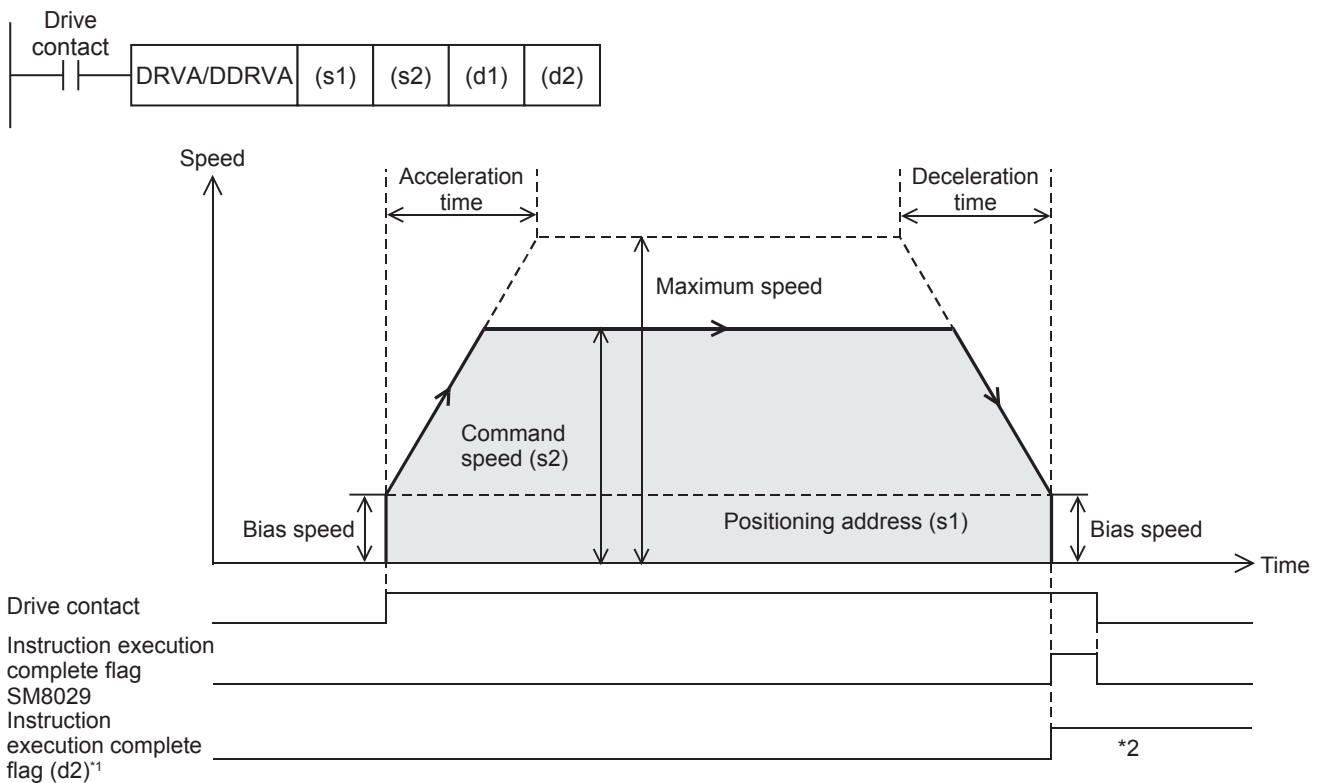 Drive
contact
DRVA/DDRVA (s1) (s2) (d1) (d2)
Speed
Acceleration
time
Deceleration
time
Maximum speed
Command
speed (s2)
Bias speed
Positioning address (s1)
Bias speed
Time
Drive contact
Instruction execution
complete flag
SM8029
Instruction
execution complete
flag (d2)*1
*2